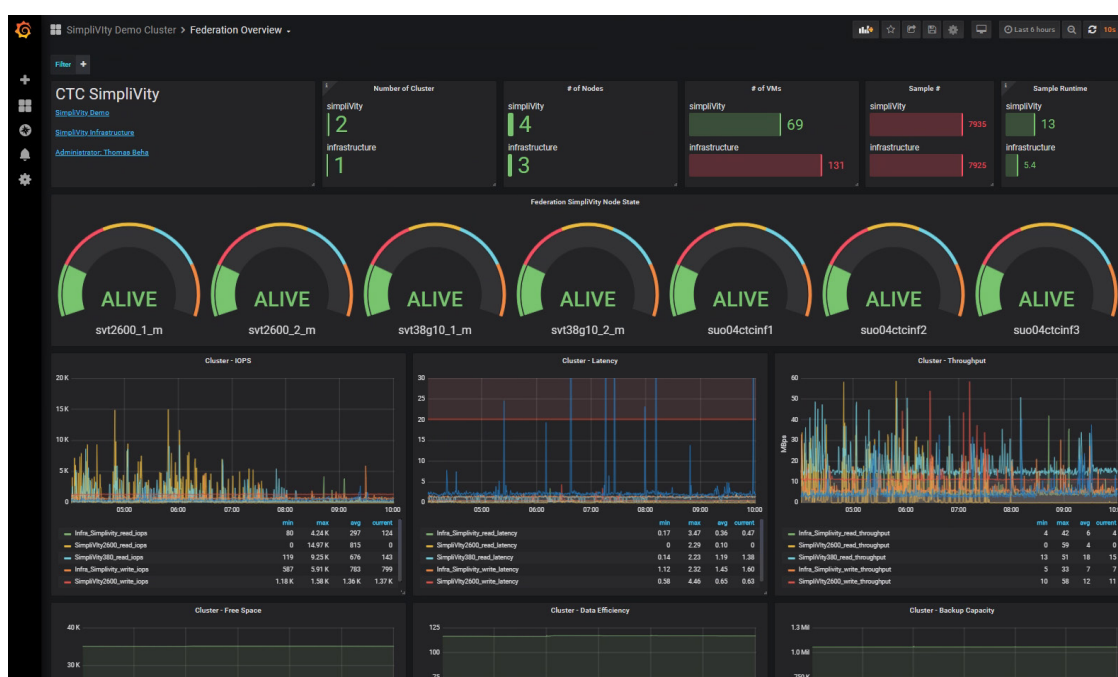 SimpliVIty Demo Cluster > Federation Overview
Last 6 hours
10s
Filter
CTC SimpliVity
SimpliVIty Demo
SimpliVIty Infrastructure
Administrator: Thomas Beha
Number of Cluster
simpliVity
2
infrastructure
1
# of Nodes
simpliVity
4
infrastructure
3
# of VMs
simpliVity
69
infrastructure
131
Sample #
simpliVity
7935
infrastructure
7925
Sample Runtime
simpliVity
13
infrastructure
5.4
Federation SimpliVity Node State
ALIVE ALIVE ALIVE ALIVE ALIVE ALIVE ALIVE
svt2600_1_m svt2600_2_m svt38g10_1_m svt38g10_2_m suo04ctcinf1 suo04ctcinf2 suo04ctcinf3
Cluster - IOPS
20 K
15 K
10 K
5 K
0
05:00 06:00 07:00 08:00 09:00 10:00
min max avg current
Infra_Simplivity_read_iops 80 4.24 K 297 124
SimpliVIty2600_read_iops 0 14.97 K 815 0
SimpliVity380_read_iops 119 9.25 K 676 143
Infra_Simplivity_write_iops 587 5.91 K 783 799
SimpliVIty2600_write_iops 1.18 K 1.58 K 1.36 K 1.37 K
Cluster - Latency
30
25
20
15
10
5
0
05:00 06:00 07:00 08:00 09:00 10:00
min max avg current
Infra_Simplivity_read_latency 0.17 3.47 0.36 0.47
SimpliVIty2600_read_latency 0 2.29 0.10 0
SimpliVity380_read_latency 0.14 2.23 1.19 1.38
Infra_Simplivity_write_latency 1.12 2.32 1.45 1.60
SimpliVIty2600_write_latency 0.58 4.46 0.65 0.63
Cluster - Throughput
MBps
60
50
40
30
20
10
0
05:00 06:00 07:00 08:00 09:00 10:
min max avg current
Infra_Simplivity_read_throughput 4 42 6 4
SimpliVIty2600_read_throughput 0 59 4 0
SimpliVity380_read_throughput 13 51 18 15
Infra_Simplivity_write_throughput 5 33 7 7
SimpliVIty2600_write_throughput 10 58 12 11
Cluster - Free Space
40 K
30 K
Cluster - Data Efficiency
125
100
75
Cluster - Backup Capacity
1.3 Mil
1.0 Mil
750 K